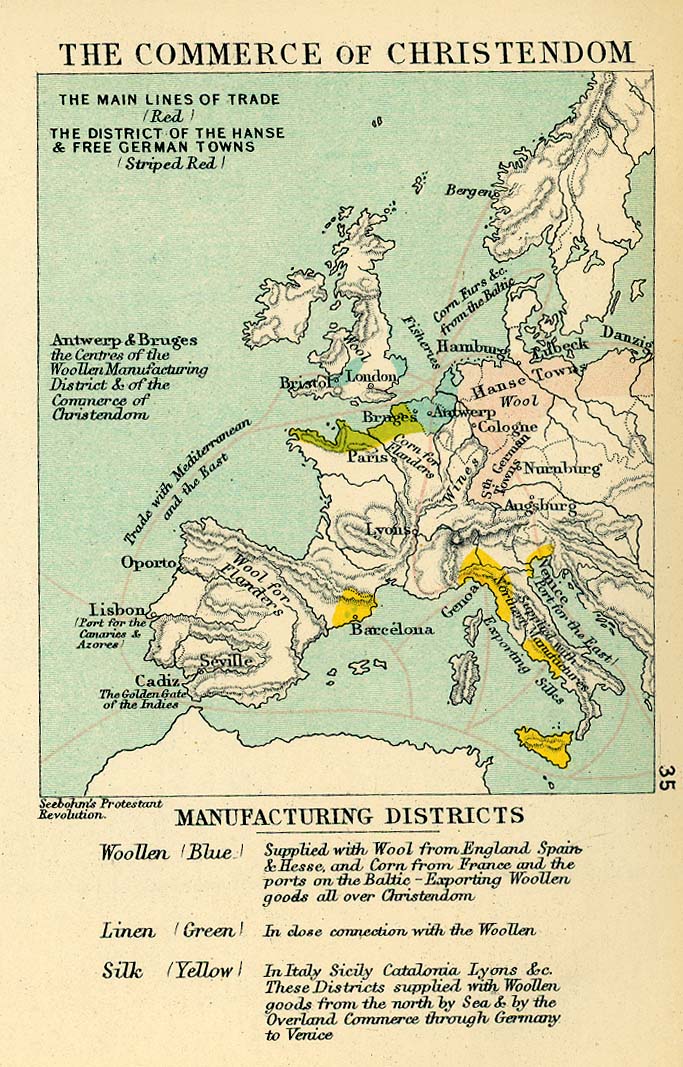 THE COMMERCE OF CHRISTENDOM
THE MAIN LINES OF TRADE
(Red)
THE DISTRICT OF THE HANSE
& FREE GERMAN TOWNS
(Striped Red)
Bergen
Corn Furs &c.
from the Baltic
Fisheries
Hamburg
Lübeck
Danzig
Antwerp & Bruges
the Centres of the
Woollen Manufacturing
District & of the
Commerce of
Christendom
Wool
Bristol
London
Hanse Towns
Wool
Bruges
Antwerp
Cologne
Corn for
Flanders
Paris
Wines
Sth. German
Towns
Nurnburg
Augsburg
Trade with Mediterranean
and the East
Lyons
Oporto
Wool for
Flanders
Genoa
Venice
(Port for the East)
Supplied with
Northern Manufactures
Exporting
Silks
Lisbon
(Port for the
Canaries &
Azores)
Barcelona
Seville
Cadiz
The Golden Gate
of the Indies
35
Seebohm's Protestant
Revolution.
MANUFACTURING DISTRICTS
Woollen (Blue)
Supplied with Wool from England Spain
& Hesse, and Corn from France and the
ports on the Baltic - Exporting Woollen
goods all over Christendom
Linen (Green)
In close connection with the Woollen
Silk (Yellow)
In Italy Sicily Catalonia Lyons &c.
These Districts supplied with Woollen
goods from the north by Sea & by the
Overland Commerce through Germany
to Venice